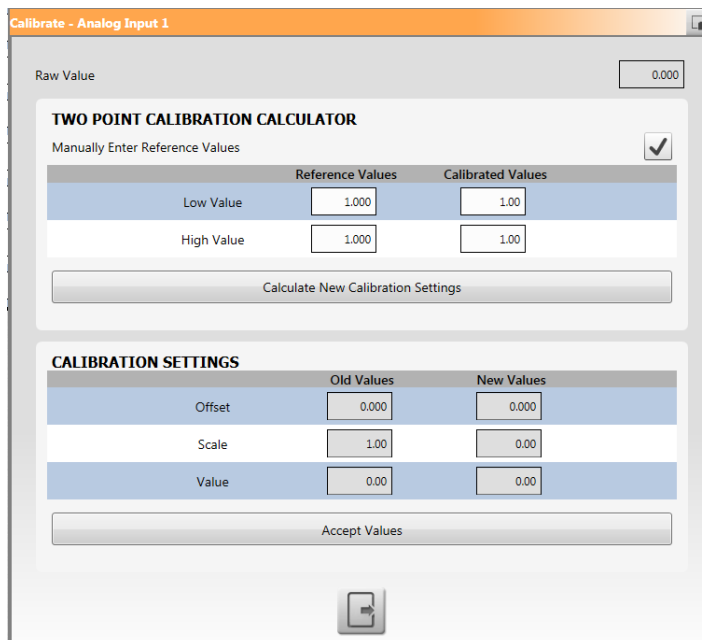 Calibrate - Analog Input 1
Raw Value 0.000
TWO POINT CALIBRATION CALCULATOR
Manually Enter Reference Values
Reference Values Calibrated Values
Low Value 1.000 1.00
High Value 1.000 1.00
Calculate New Calibration Settings
CALIBRATION SETTINGS
Old Values New Values
Offset 0.000 0.000
Scale 1.00 0.00
Value 0.00 0.00
Accept Values